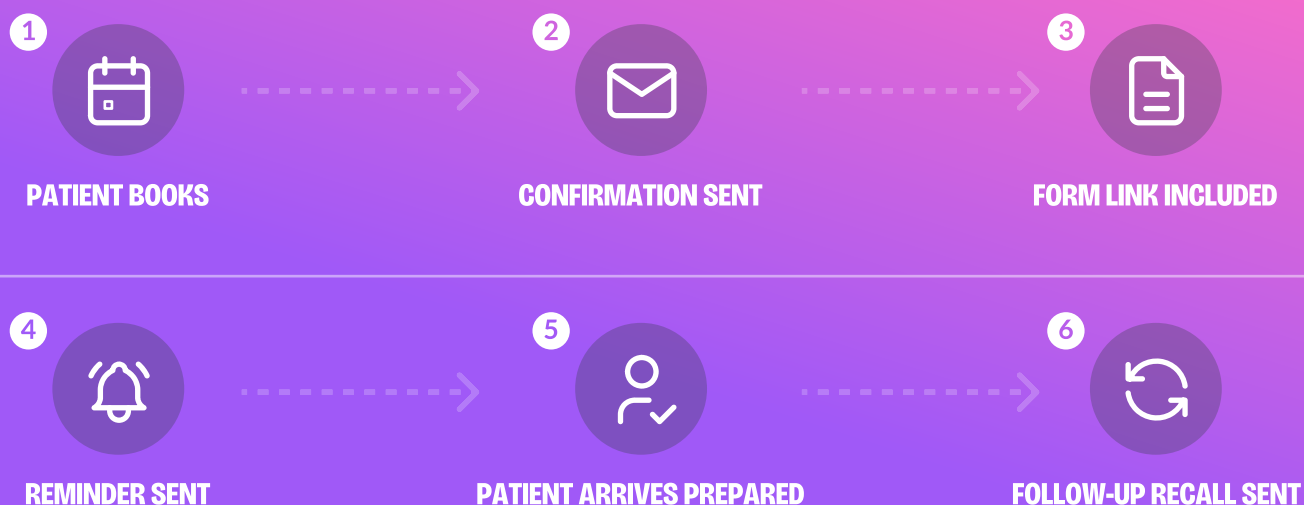 1
2
3
PATIENT BOOKS
CONFIRMATION SENT
FORM LINK INCLUDED
4
5
6
REMINDER SENT
PATIENT ARRIVES PREPARED
FOLLOW-UP RECALL SENT